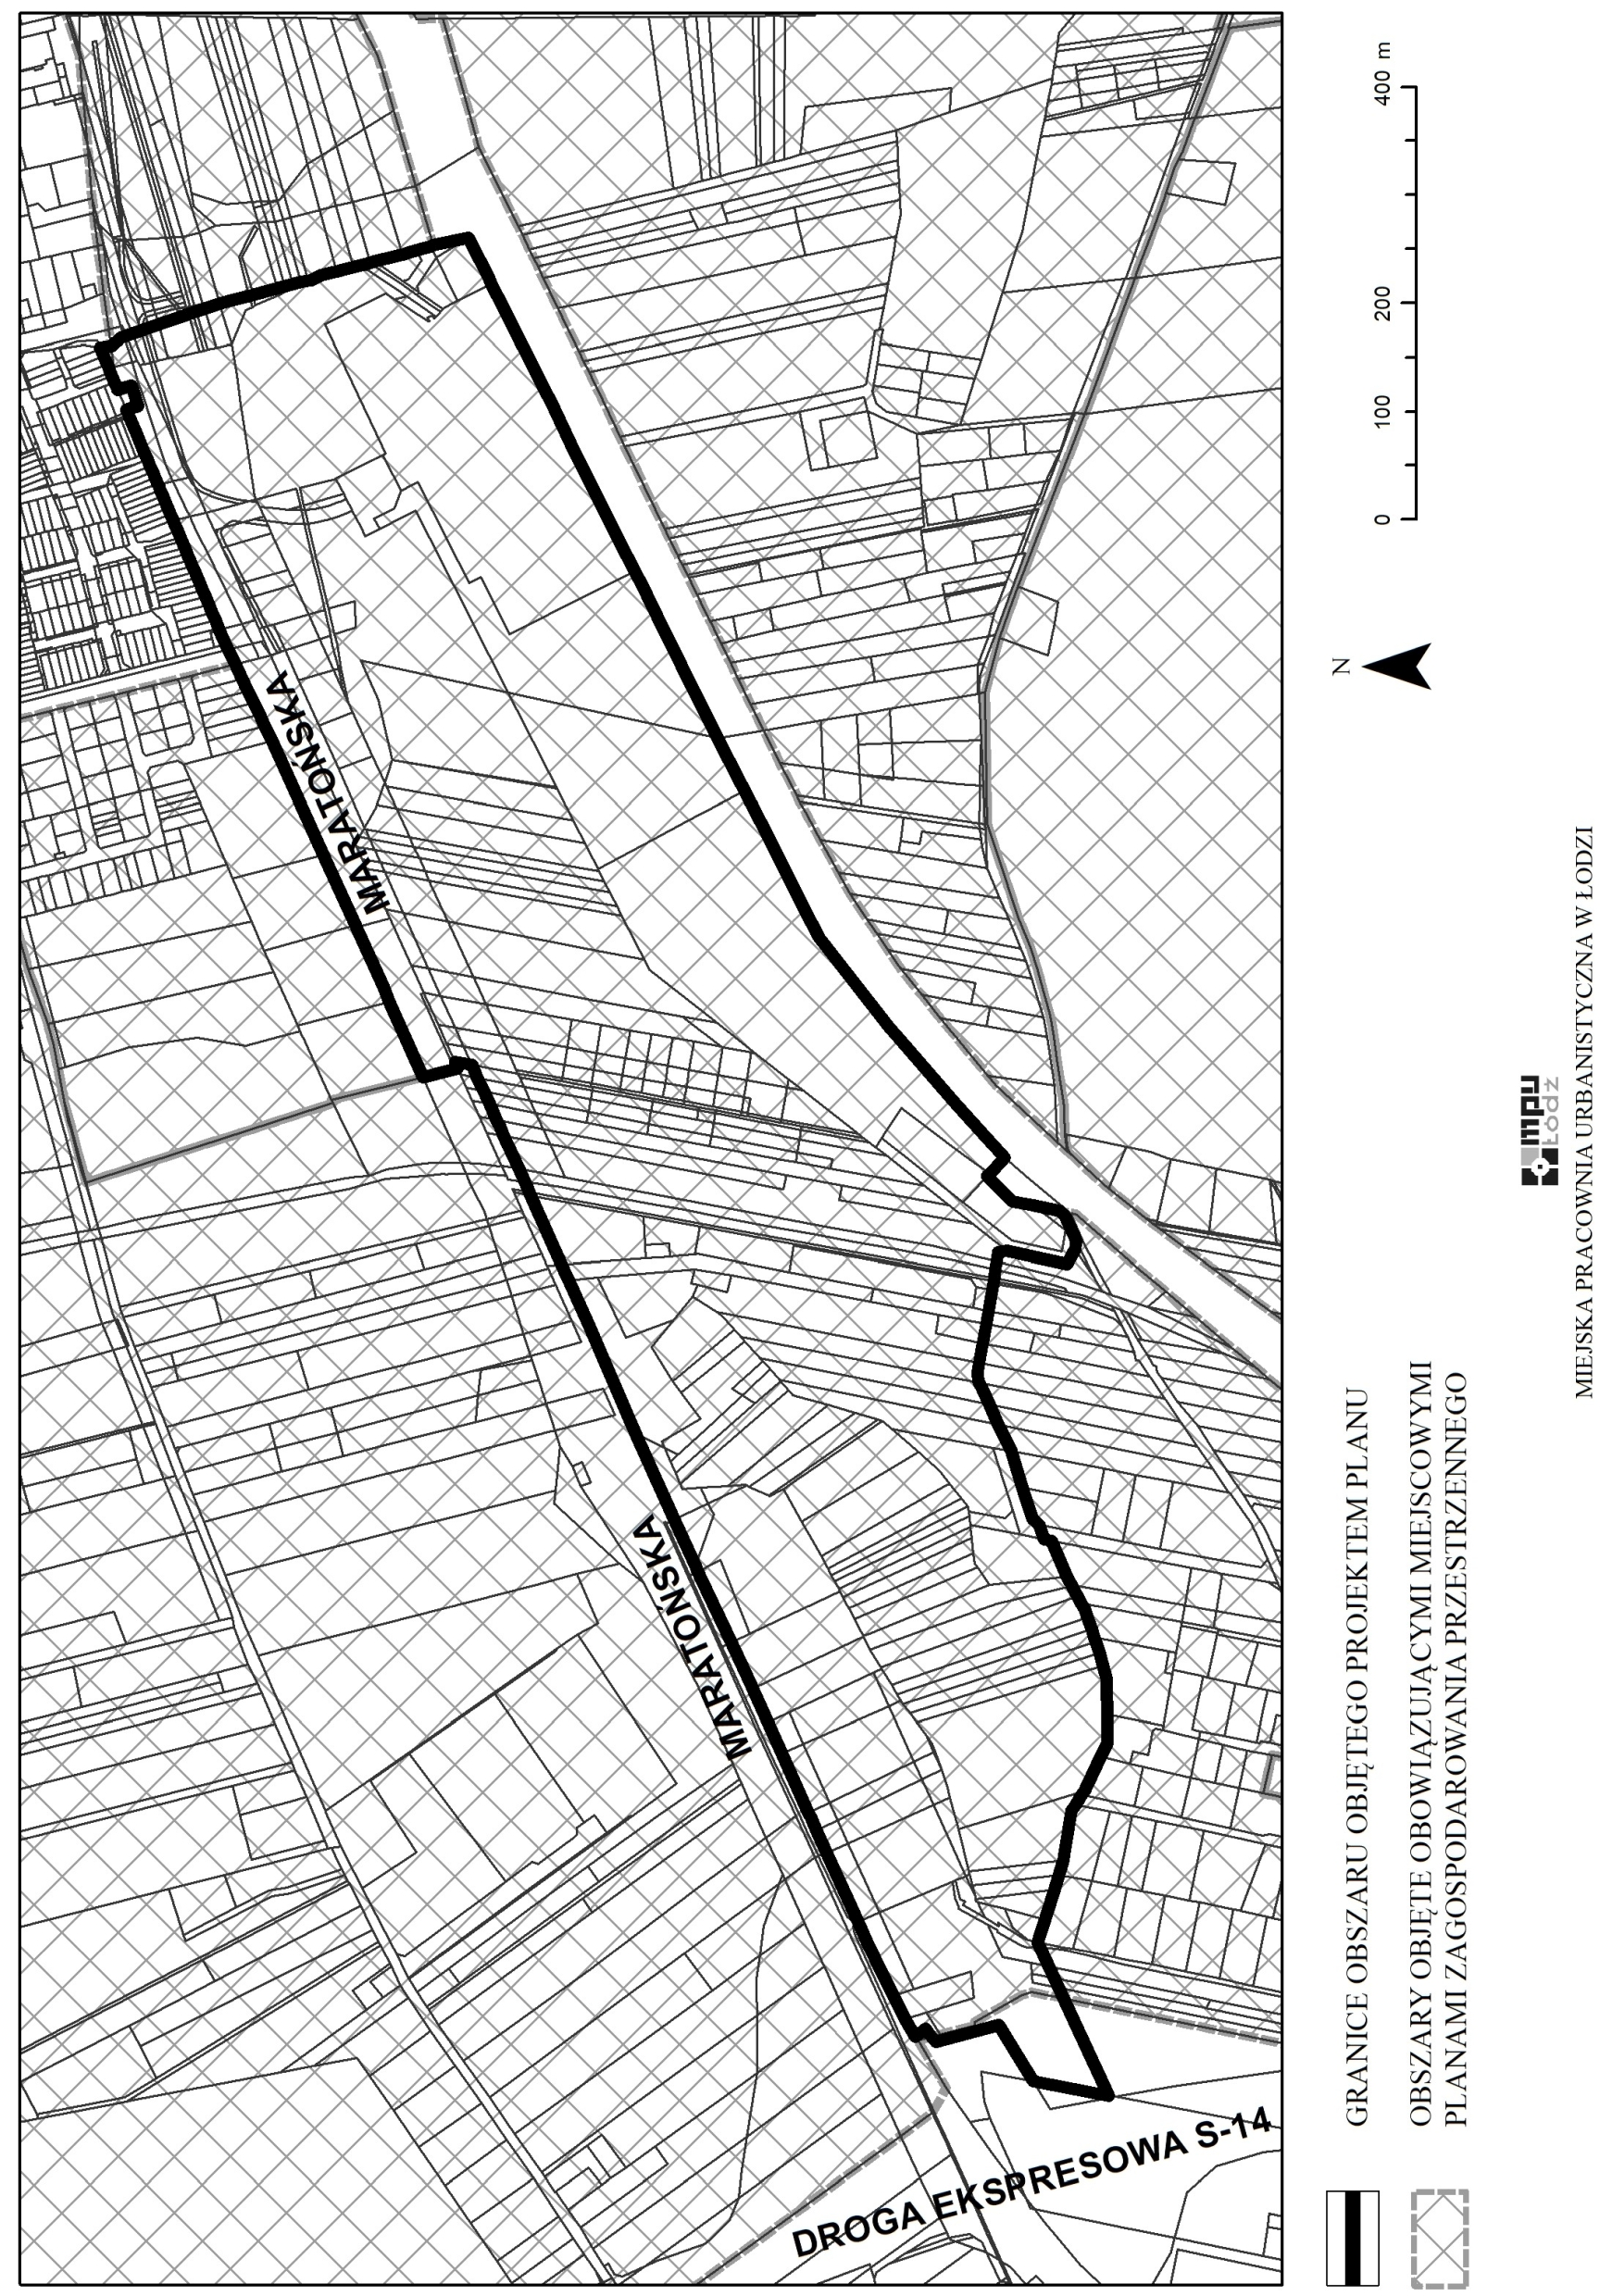 MARATOŃSKA
MARATOŃSKA
DROGA EKSPRESOWA S-14
GRANICE OBSZARU OBJĘTEGO PROJEKTEM PLANU
OBSZARY OBJĘTE OBOWIĄZUJĄCYMI MIEJSCOWYMI
PLANAMI ZAGOSPODAROWANIA PRZESTRZENNEGO
N
0 100 200 400 m
mpu
Łódź
MIEJSKA PRACOWNIA URBANISTYCZNA W ŁODZI